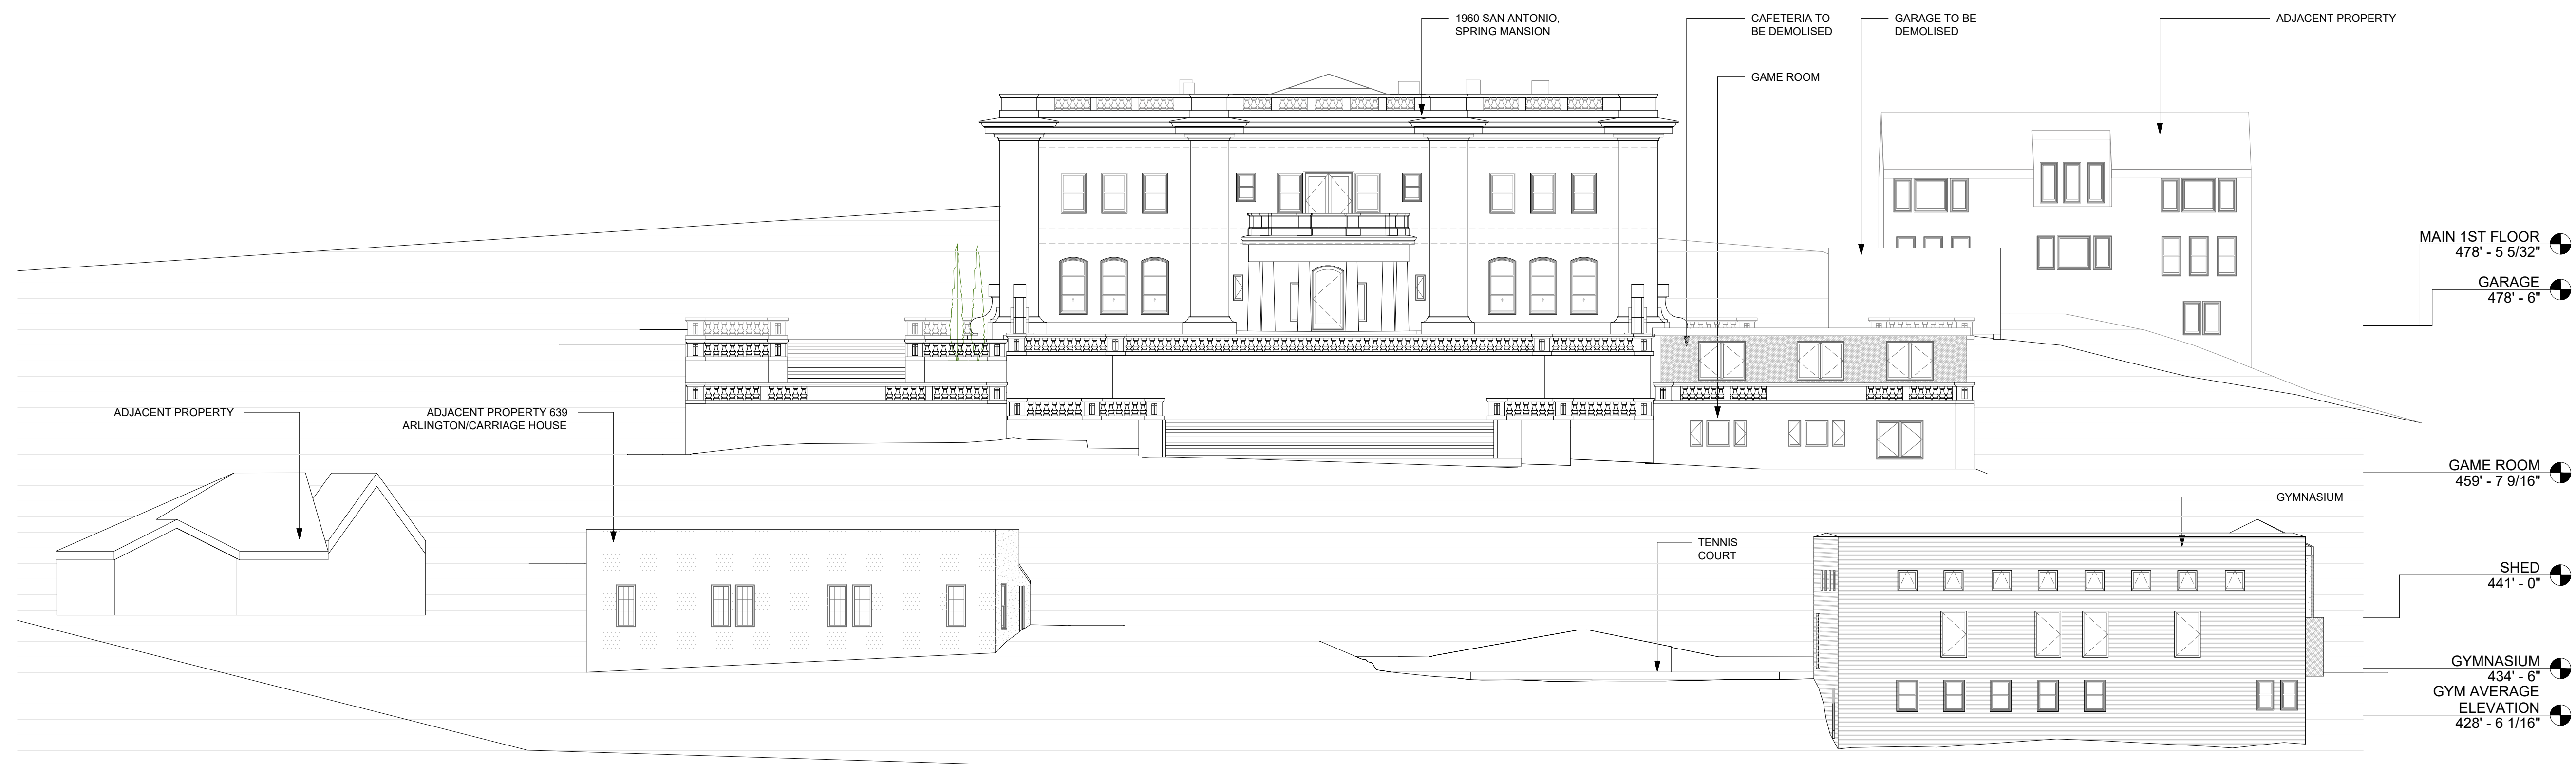 1960 SAN ANTONIO,
SPRING MANSION
CAFETERIA TO
BE DEMOLISED
GARAGE TO BE
DEMOLISED
ADJACENT PROPERTY
GAME ROOM
MAIN 1ST FLOOR
478' - 5 5/32"
GARAGE
478' - 6"
ADJACENT PROPERTY
ADJACENT PROPERTY 639
ARLINGTON/CARRIAGE HOUSE
GAME ROOM
459' - 7 9/16"
GYMNASIUM
TENNIS
COURT
SHED
441' - 0"
GYMNASIUM
434' - 6"
GYM AVERAGE
ELEVATION
428' - 6 1/16"